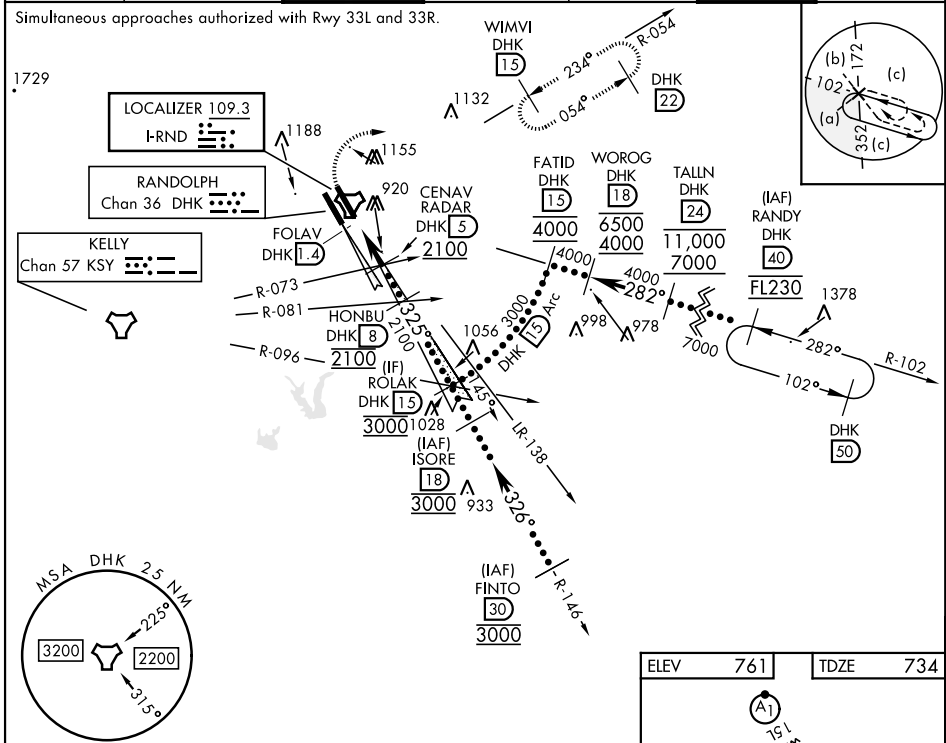 Simultaneous approaches authorized with Rwy 33L and 33R.
1729
LOCALIZER 109.3
I-RND
RANDOLPH
Chan 36 DHK
KELLY
Chan 57 KSY
1188
1155
920
1132
WIMVI
DHK
15
234°
054°
R-054
DHK
22
(b)
172
(c)
102
(a)
352
(c)
CENAV
RADAR
DHK 5
2100
FOLAV
DHK 1.4
R-073
R-081
R-096
HONBU
DHK 8
2100
325°
2100
(IF)
ROLAK
DHK 15
3000
1028
1056
145°
LR-138
FATID
DHK
15
4000
WOROG
DHK
18
6500
4000
TALLN
DHK
24
11,000
7000
(IAF)
RANDY
DHK
40
FL230
4000
4000
282°
7000
3000
DHK 15 Arc
998
978
1378
282°
102°
R-102
DHK
50
(IAF)
ISORE
18
3000
933
326°
(IAF)
FINTO
30
3000
R-146
MSA DHK 25 NM
225°
3200
2200
315°
ELEV 761
TDZE 734
A1
1.5L